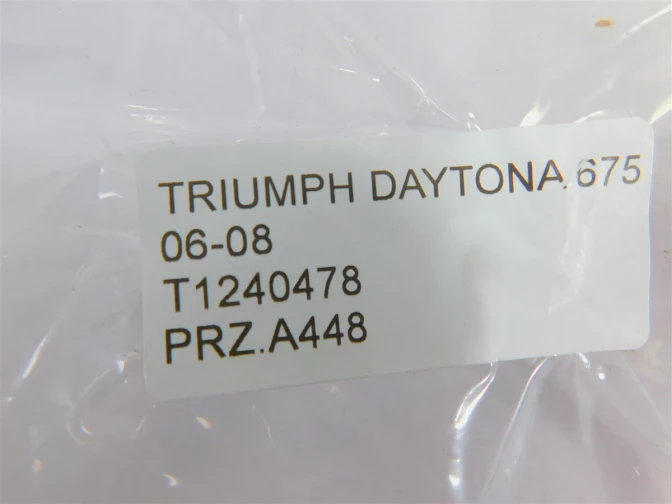 TRIUMPH DAYTONA 675
06-08
T1240478
PRZ.A448